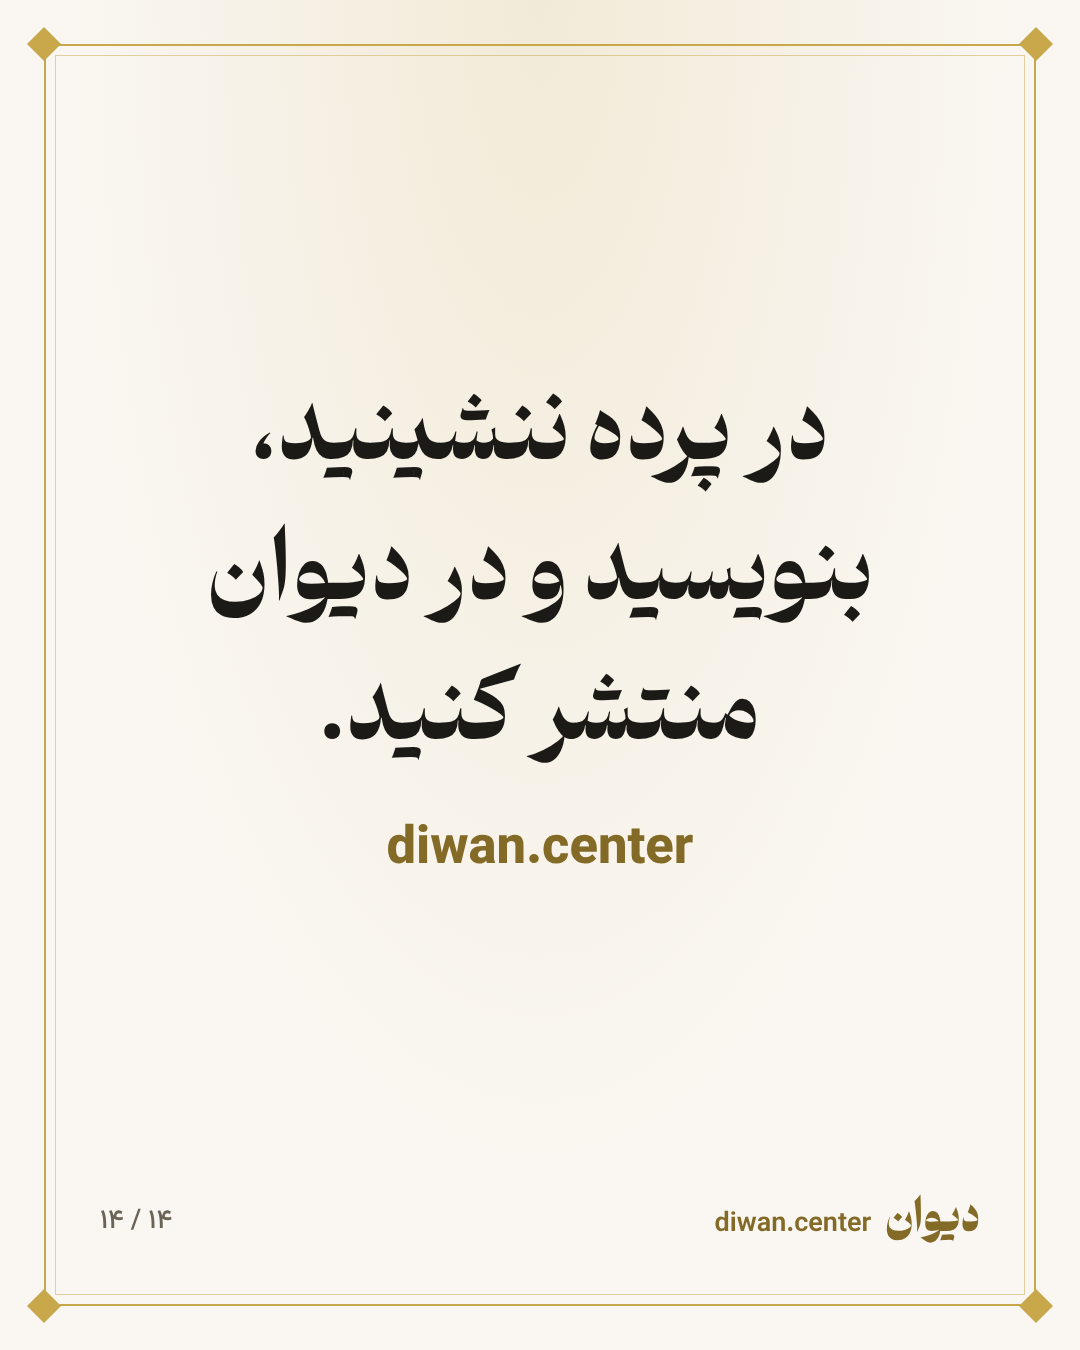 در پرده ننشینید،
بنویسید و در دیوان
منتشر کنید.
diwan.center
دیوان diwan.center
۱۴ / ۱۴